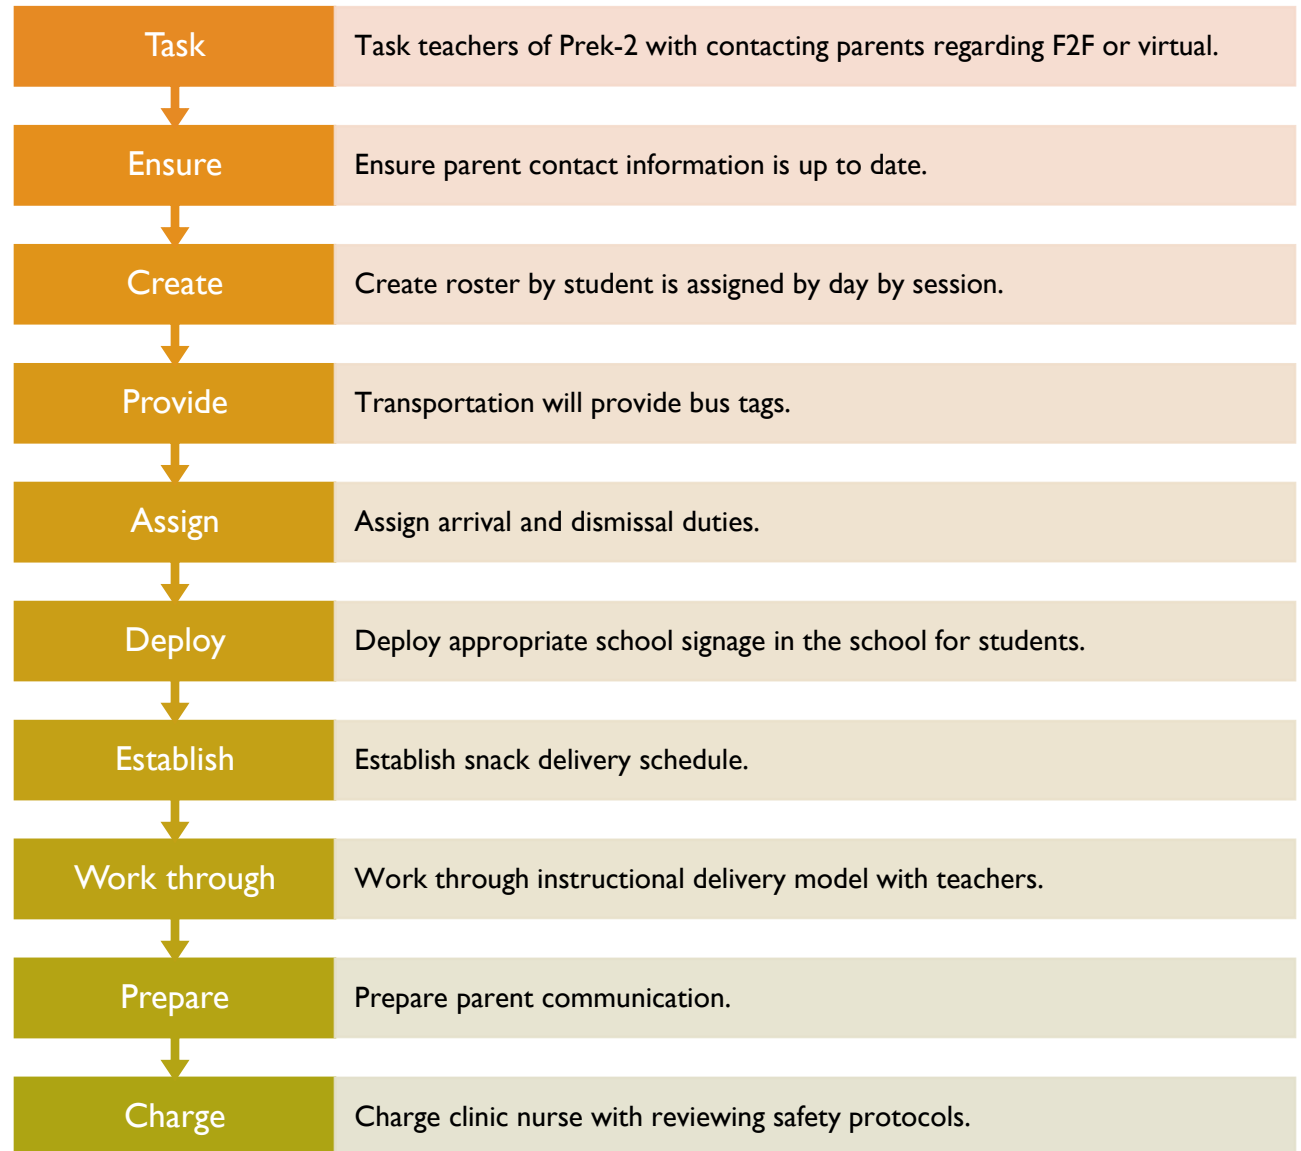 Task
Task teachers of Prek-2 with contacting parents regarding F2F or virtual.
Ensure
Ensure parent contact information is up to date.
Create
Create roster by student is assigned by day by session.
Provide
Transportation will provide bus tags.
Assign
Assign arrival and dismissal duties.
Deploy
Deploy appropriate school signage in the school for students.
Establish
Establish snack delivery schedule.
Work through
Work through instructional delivery model with teachers.
Prepare
Prepare parent communication.
Charge
Charge clinic nurse with reviewing safety protocols.